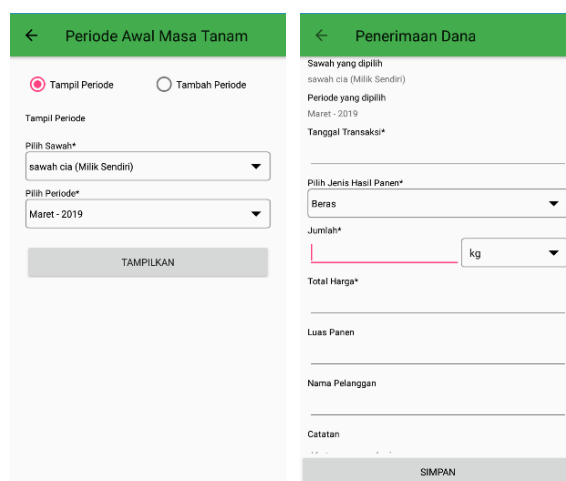 Periode Awal Masa Tanam
Tampil Periode
Tambah Periode
Tampil Periode
Pilih Sawah*
sawah cia (Milik Sendiri)
Pilih Periode*
Maret - 2019
TAMPILKAN
Penerimaan Dana
Sawah yang dipilih
sawah cia (Milik Sendiri)
Periode yang dipilih
Maret - 2019
Tanggal Transaksi*
Pilih Jenis Hasil Panen*
Beras
Jumlah*
kg
Total Harga*
Luas Panen
Nama Pelanggan
Catatan
SIMPAN